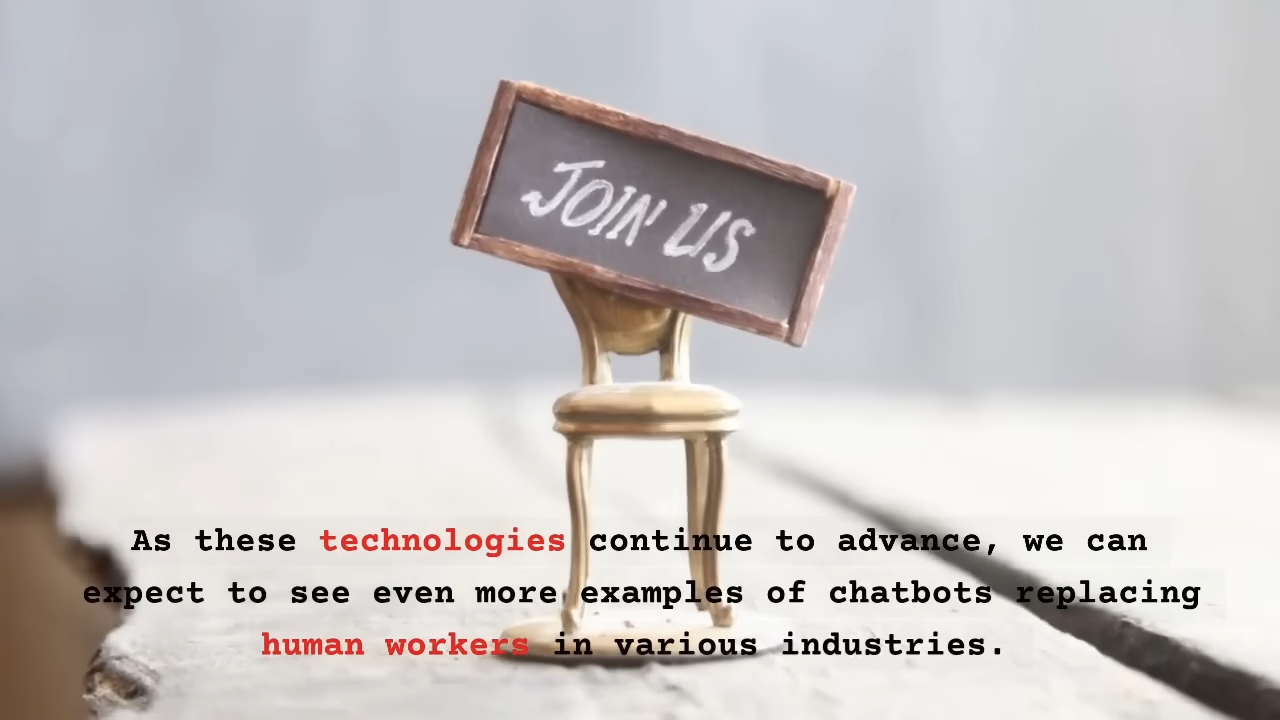 JOIN US
As these technologies continue to advance, we can
expect to see even more examples of chatbots replacing
human workers in various industries.